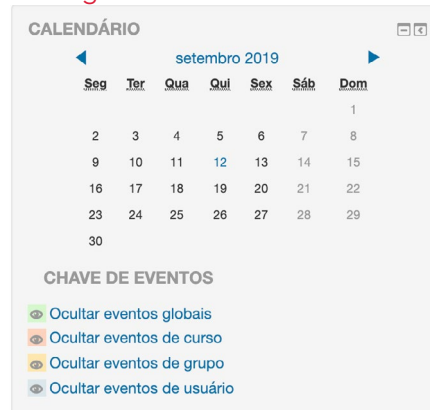 CALENDÁRIO
setembro 2019
Seg Ter Qua Qui Sex Sáb Dom
1
2 3 4 5 6 7 8
9 10 11 12 13 14 15
16 17 18 19 20 21 22
23 24 25 26 27 28 29
30
CHAVE DE EVENTOS
Ocultar eventos globais
Ocultar eventos de curso
Ocultar eventos de grupo
Ocultar eventos de usuário